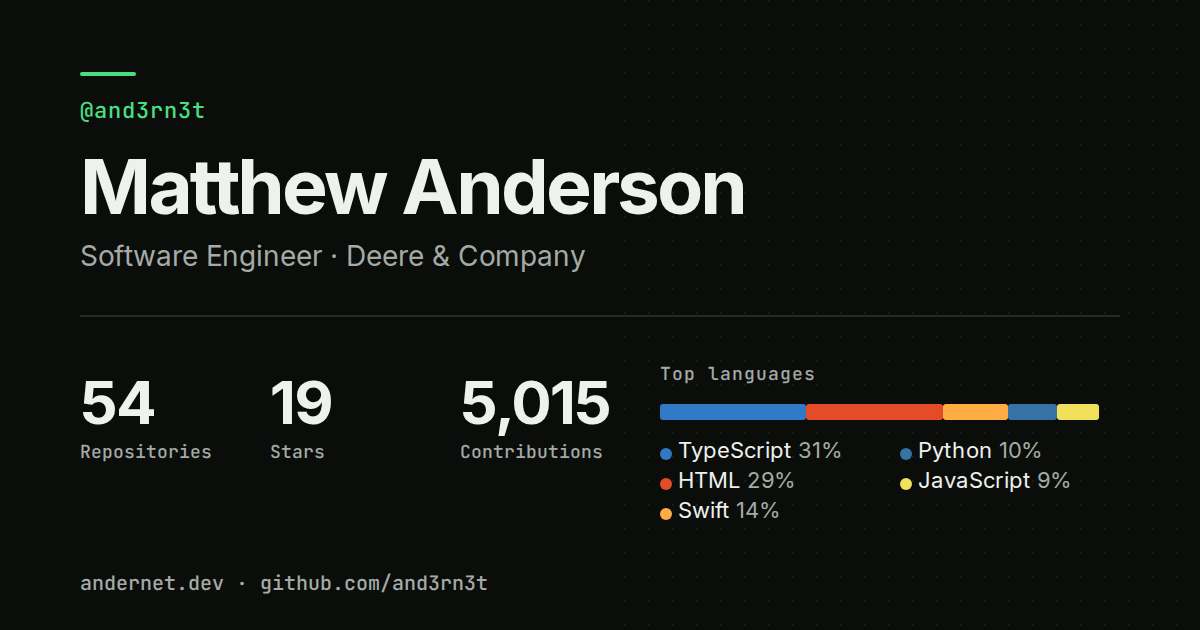 @and3rn3t
Matthew Anderson
Software Engineer · Deere & Company
54
Repositories
19
Stars
5,015
Contributions
Top languages
TypeScript 31%
HTML 29%
Swift 14%
Python 10%
JavaScript 9%
andernet.dev · github.com/and3rn3t